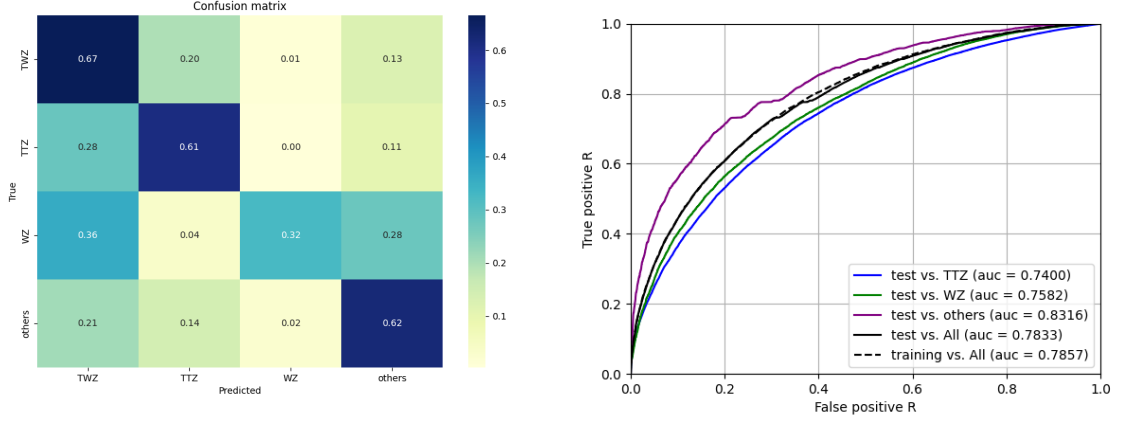 Confusion matrix
True
TWZ
0.67
0.20
0.01
0.13
TTZ
0.28
0.61
0.00
0.11
WZ
0.36
0.04
0.32
0.28
others
0.21
0.14
0.02
0.62
TWZ
TTZ
WZ
others
Predicted
0.6
0.5
0.4
0.3
0.2
0.1
True positive R
1.0
0.8
0.6
0.4
0.2
0.0
test vs. TTZ (auc = 0.7400)
test vs. WZ (auc = 0.7582)
test vs. others (auc = 0.8316)
test vs. All (auc = 0.7833)
training vs. All (auc = 0.7857)
0.0
0.2
0.4
0.6
0.8
1.0
False positive R